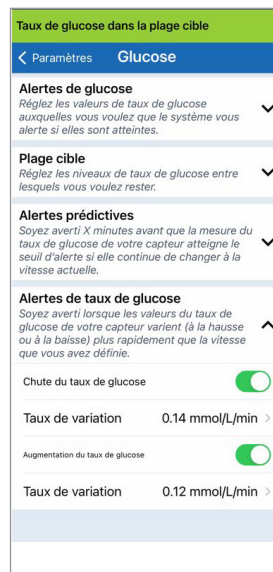 Taux de glucose dans la plage cible
Paramètres Glucose
Alertes de glucose
Réglez les valeurs de taux de glucose
auxquelles vous voulez que le système vous
alerte si elles sont atteintes.
Plage cible
Réglez les niveaux de taux de glucose entre
lesquels vous voulez rester.
Alertes prédictives
Soyez averti X minutes avant que la mesure du
taux de glucose de votre capteur atteigne le
seuil d'alerte si elle continue de changer à la
vitesse actuelle.
Alertes de taux de glucose
Soyez averti lorsque les valeurs du taux de
glucose de votre capteur varient (à la hausse
ou à la baisse) plus rapidement que la vitesse
que vous avez définie.
Chute du taux de glucose
Taux de variation 0.14 mmol/L/min
Augmentation du taux de glucose
Taux de variation 0.12 mmol/L/min